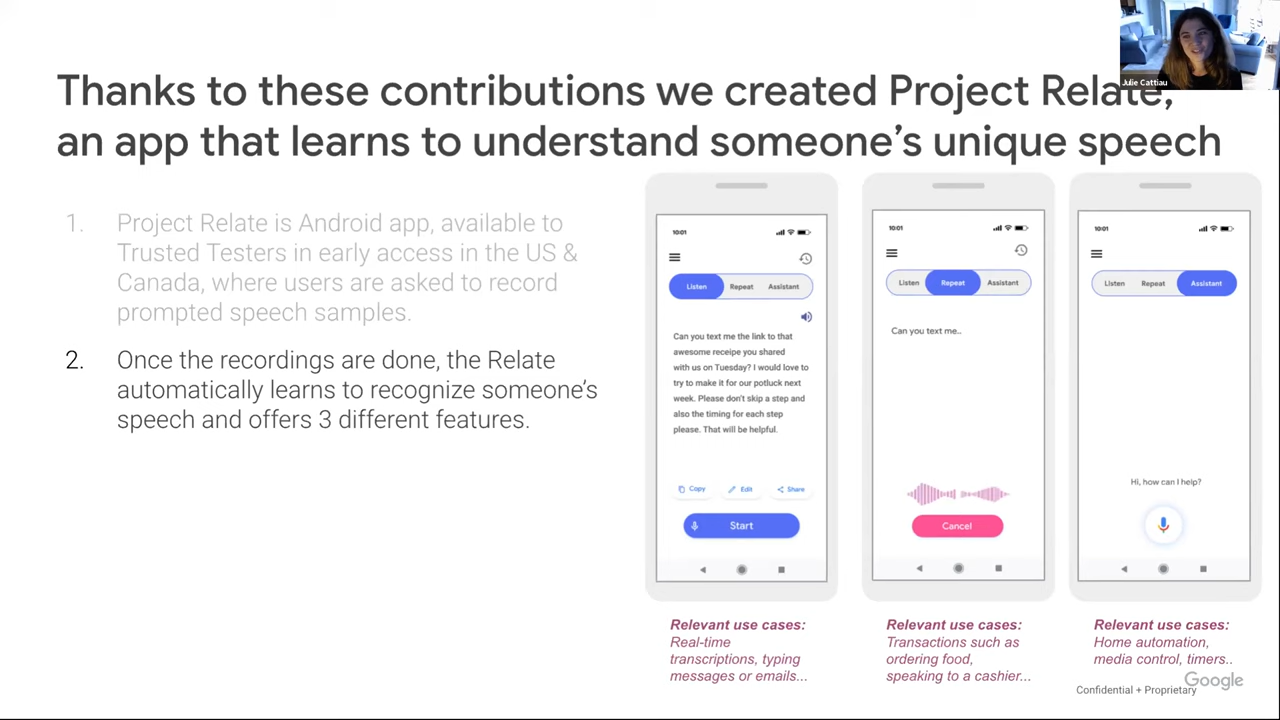 Julie Cattiau
Thanks to these contributions we created Project Relate,
an app that learns to understand someone's unique speech
1. Project Relate is Android app, available to
Trusted Testers in early access in the US &
Canada, where users are asked to record
prompted speech samples.
2. Once the recordings are done, the Relate
automatically learns to recognize someone's
speech and offers 3 different features.
10:01
Listen Repeat Assistant
Can you text me the link to that
awesome receipe you shared
with us on Tuesday? I would love to
try to make it for our potluck next
week. Please don't skip a step and
also the timing for each step
please. That will be helpful.
Copy Edit Share
Start
Relevant use cases:
Real-time
transcriptions, typing
messages or emails...
10:01
Listen Repeat Assistant
Can you text me..
Cancel
Relevant use cases:
Transactions such as
ordering food,
speaking to a cashier...
10:01
Listen Repeat Assistant
Hi, how can I help?
Relevant use cases:
Home automation,
media control, timers..
Google
Confidential + Proprietary